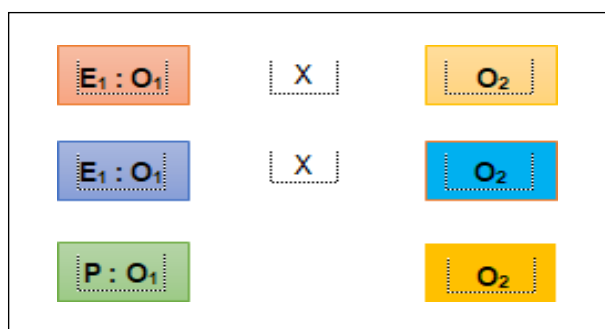 E₁ : O₁ X O₂
E₁ : O₁ X O₂
P : O₁ O₂